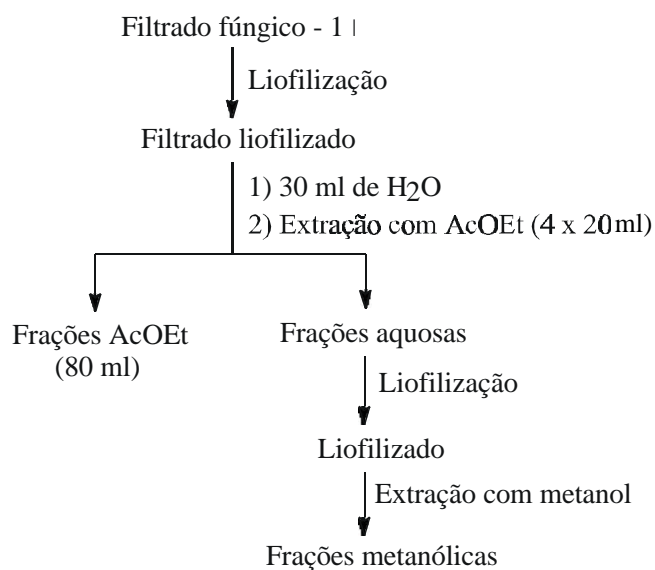 Filtrado fúngico - 1 l
Liofilização
Filtrado liofilizado
1) 30 ml de H2O
2) Extração com AcOEt (4 x 20 ml)
Frações AcOEt
(80 ml)
Frações aquosas
Liofilização
Liofilizado
Extração com metanol
Frações metanólicas